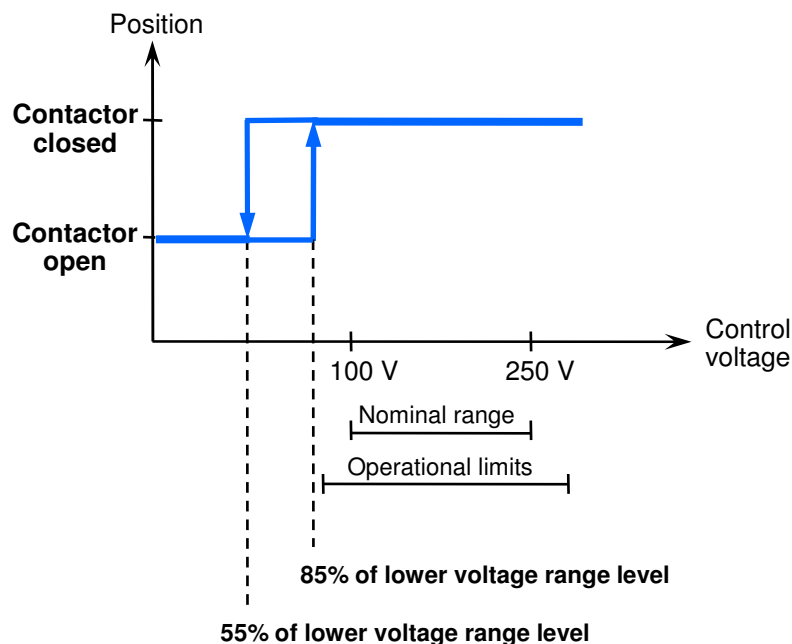 Position
Contactor
closed
Contactor
open
Control
voltage
100 V
250 V
Nominal range
Operational limits
85% of lower voltage range level
55% of lower voltage range level